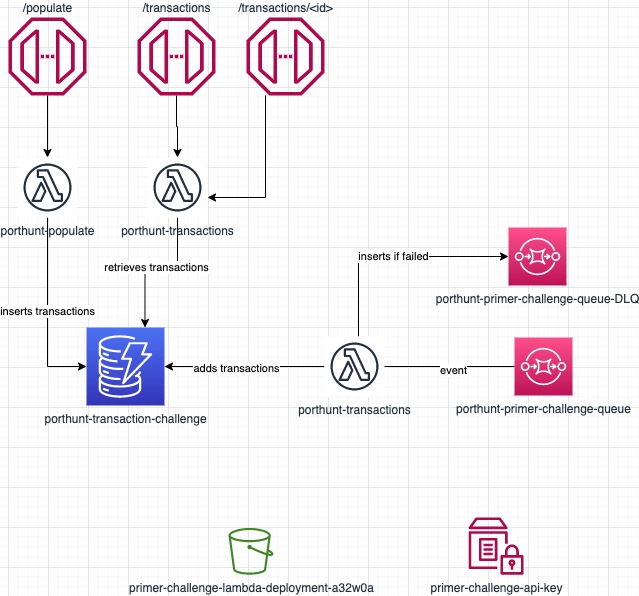 /populate
/transactions
/transactions/<id>
porthunt-populate
porthunt-transactions
retrieves transactions
inserts if failed
porthunt-primer-challenge-queue-DLQ
inserts transactions
adds transactions
event
porthunt-transaction-challenge
porthunt-transactions
porthunt-primer-challenge-queue
primer-challenge-lambda-deployment-a32w0a
primer-challenge-api-key